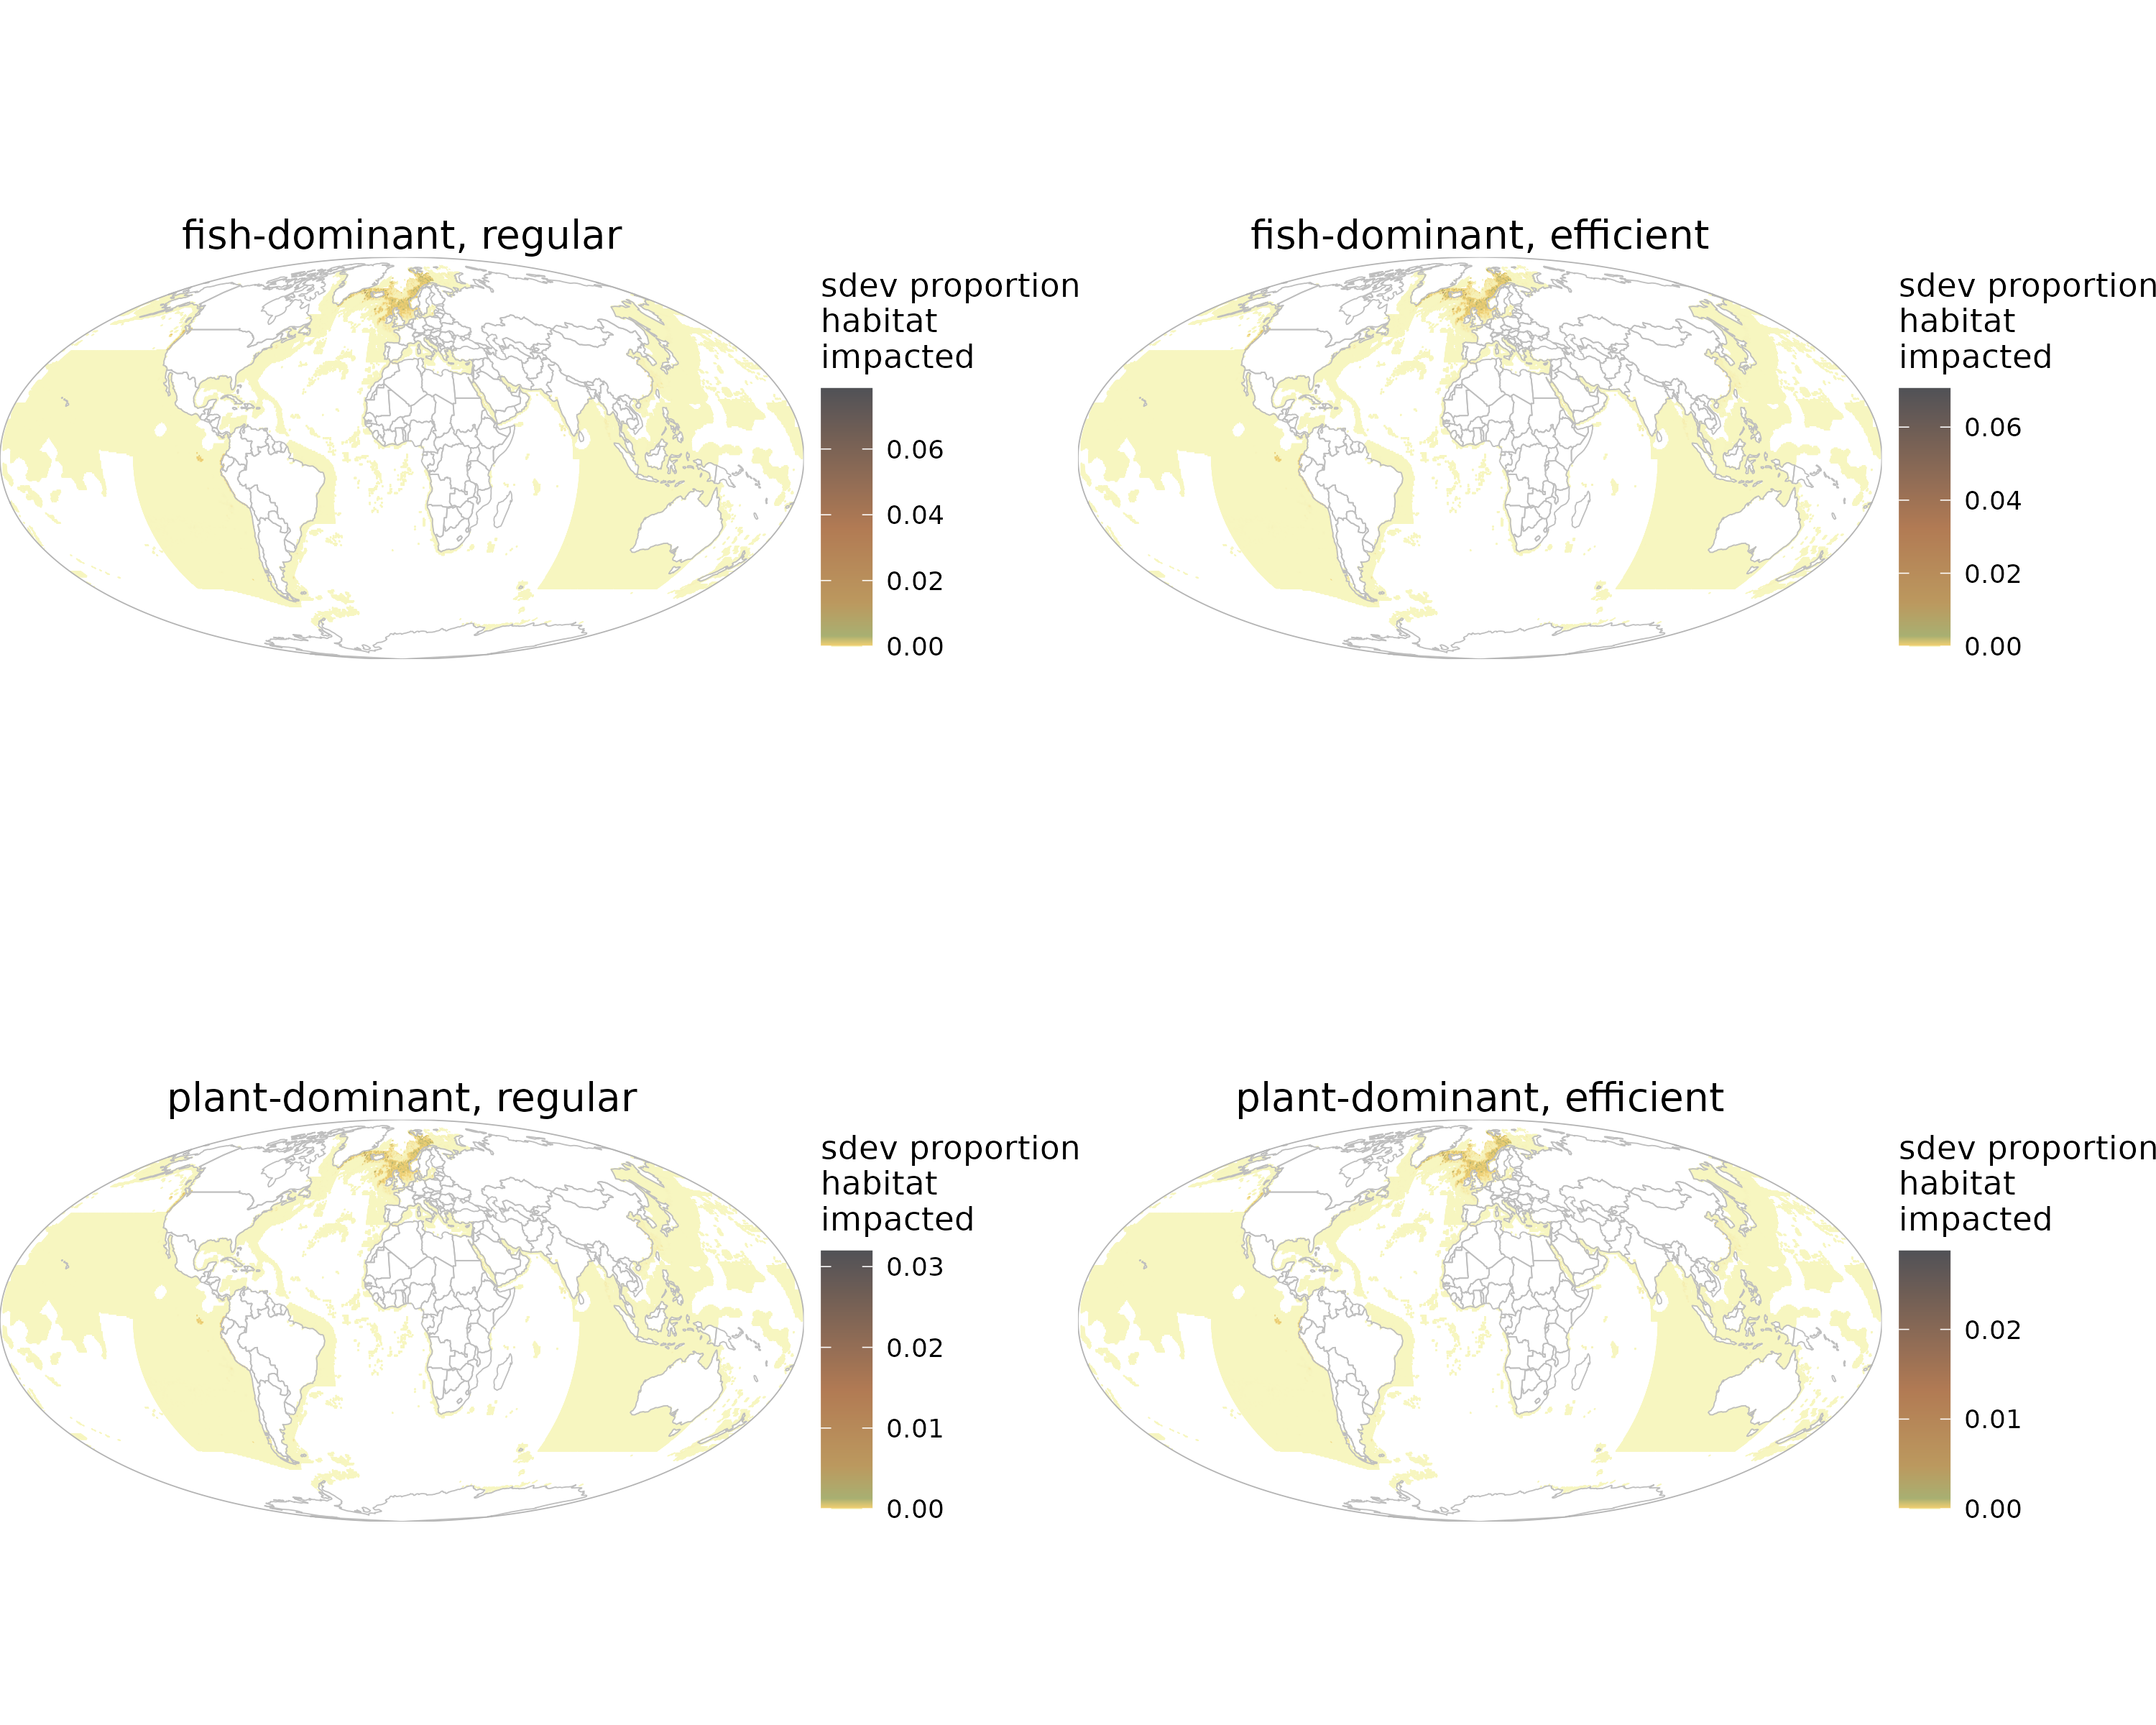 fish-dominant, regular
sdev proportion
habitat
impacted
0.06
0.04
0.02
0.00
fish-dominant, efficient
sdev proportion
habitat
impacted
0.06
0.04
0.02
0.00
plant-dominant, regular
sdev proportion
habitat
impacted
0.03
0.02
0.01
0.00
plant-dominant, efficient
sdev proportion
habitat
impacted
0.02
0.01
0.00